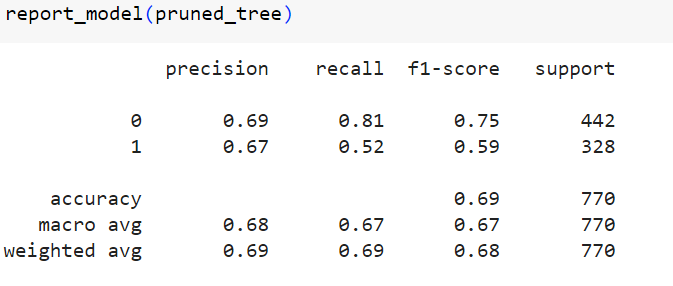 report_model(pruned_tree)
precision recall f1-score support
0 0.69 0.81 0.75 442
1 0.67 0.52 0.59 328
accuracy 0.69 770
macro avg 0.68 0.67 0.67 770
weighted avg 0.69 0.69 0.68 770